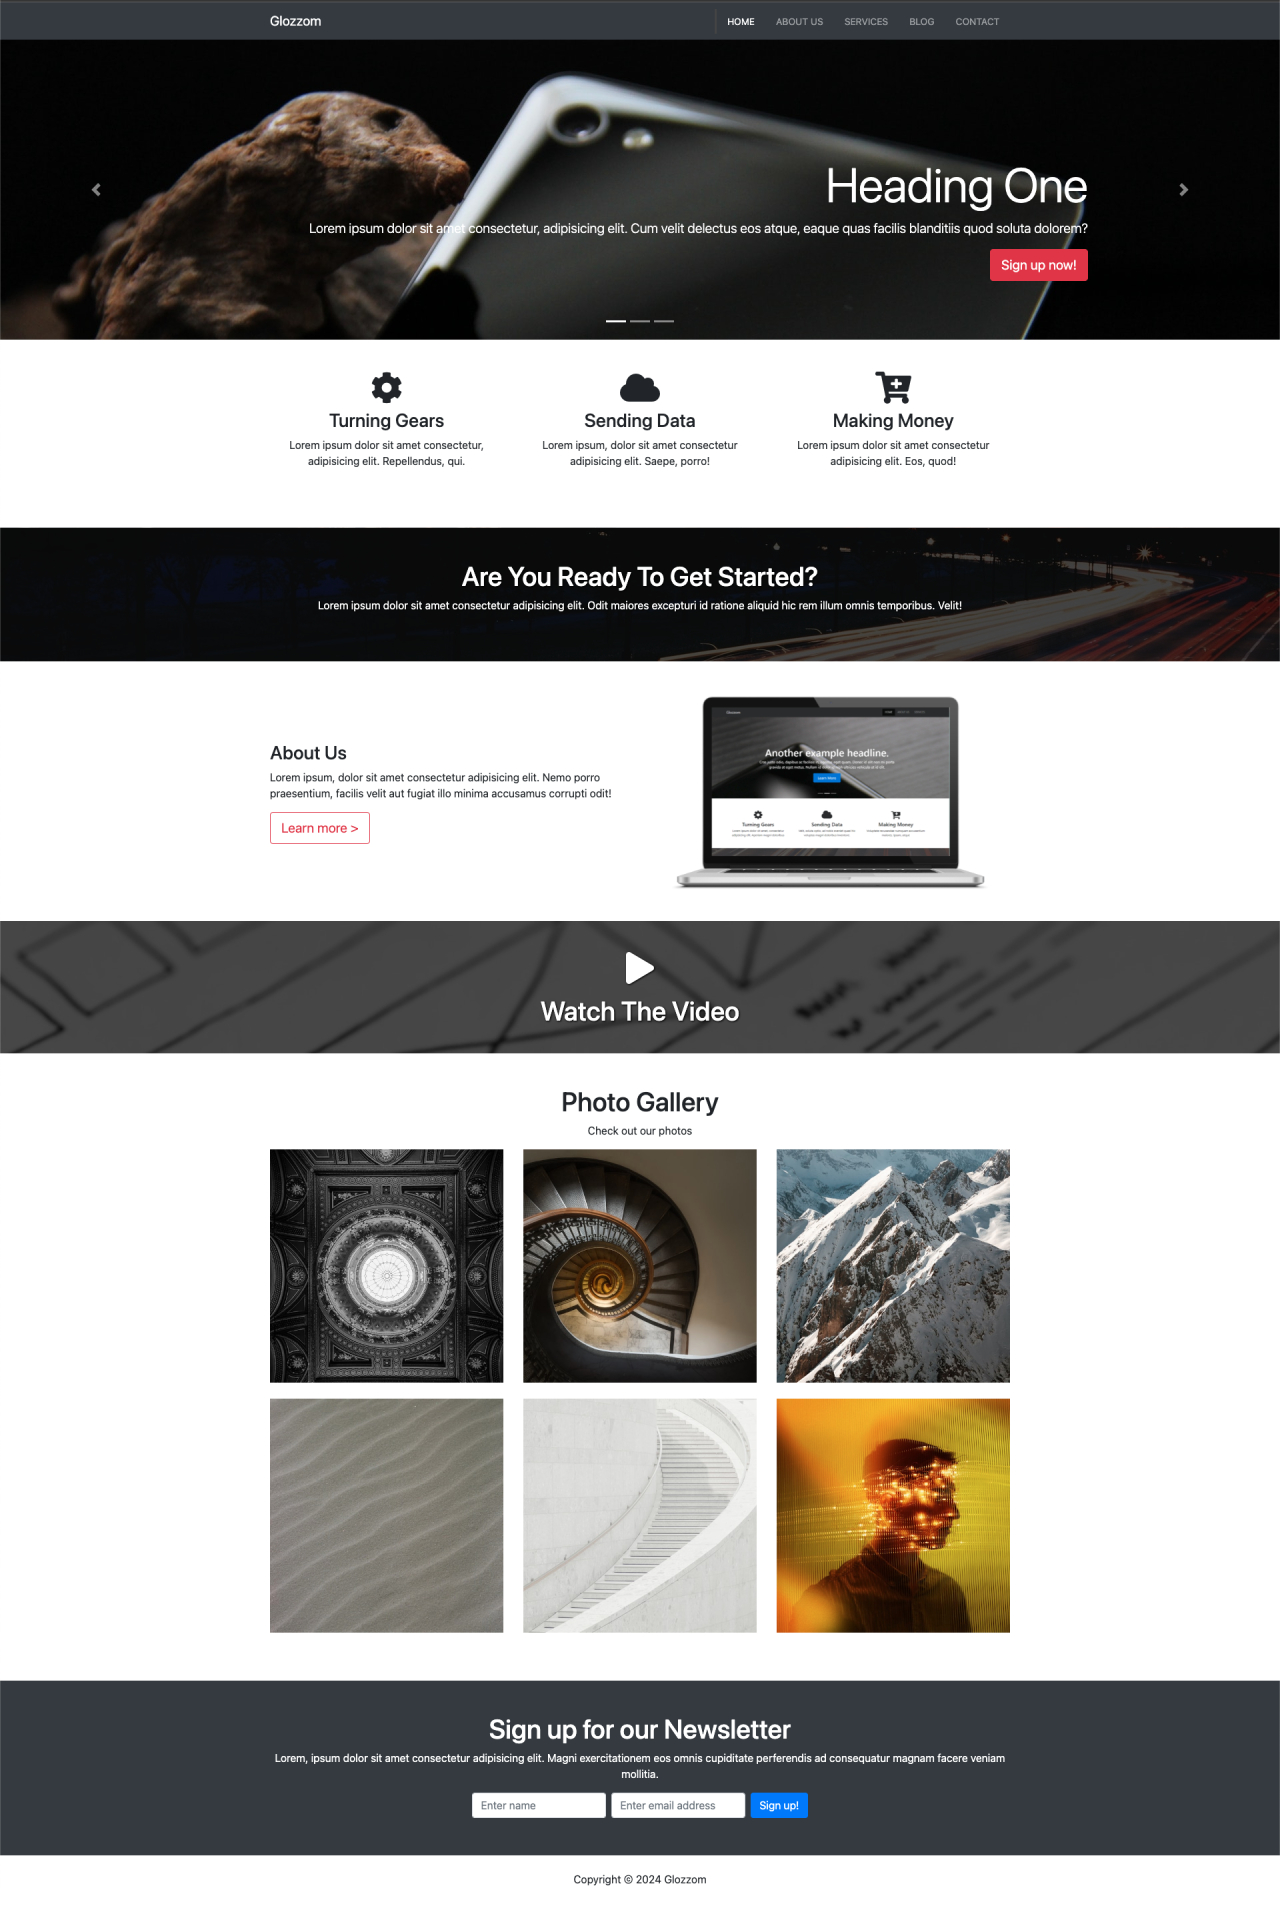 Glozzom
HOME ABOUT US SERVICES BLOG CONTACT
Heading One
Lorem ipsum dolor sit amet consectetur, adipisicing elit. Cum velit delectus eos atque, eaque quas facilis blanditiis quod soluta dolorem?
Sign up now!
Turning Gears
Lorem ipsum dolor sit amet consectetur,
adipisicing elit. Repellendus, qui.
Sending Data
Lorem ipsum, dolor sit amet consectetur
adipisicing elit. Saepe, porro!
Making Money
Lorem ipsum dolor sit amet consectetur
adipisicing elit. Eos, quod!
Are You Ready To Get Started?
Lorem ipsum dolor sit amet consectetur adipisicing elit. Odit maiores excepturi id ratione aliquid hic rem illum omnis temporibus. Velit!
About Us
Lorem ipsum, dolor sit amet consectetur adipisicing elit. Nemo porro
praesentium, facilis velit aut fugiat illo minima accusamus corrupti odit!
Learn more >
Glozzom
Another example headline.
Learn More
Turning Gears
Sending Data
Making Money
Watch The Video
Photo Gallery
Check out our photos
Sign up for our Newsletter
Lorem, ipsum dolor sit amet consectetur adipisicing elit. Magni exercitationem eos omnis cupiditate perferendis ad consequatur magnam facere veniam
mollitia.
Enter name
Enter email address
Sign up!
Copyright © 2024 Glozzom